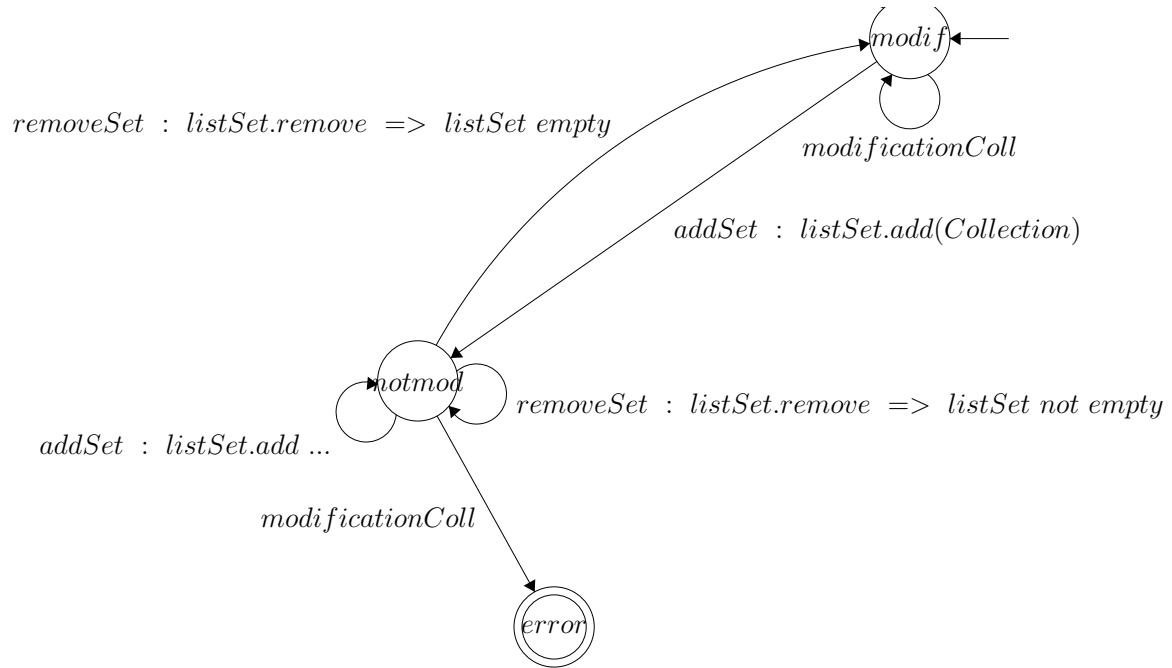 modif
removeSet : listSet.remove => listSet empty
modificationColl
addSet : listSet.add(Collection)
notmod
removeSet : listSet.remove => listSet not empty
addSet : listSet.add ...
modificationColl
error